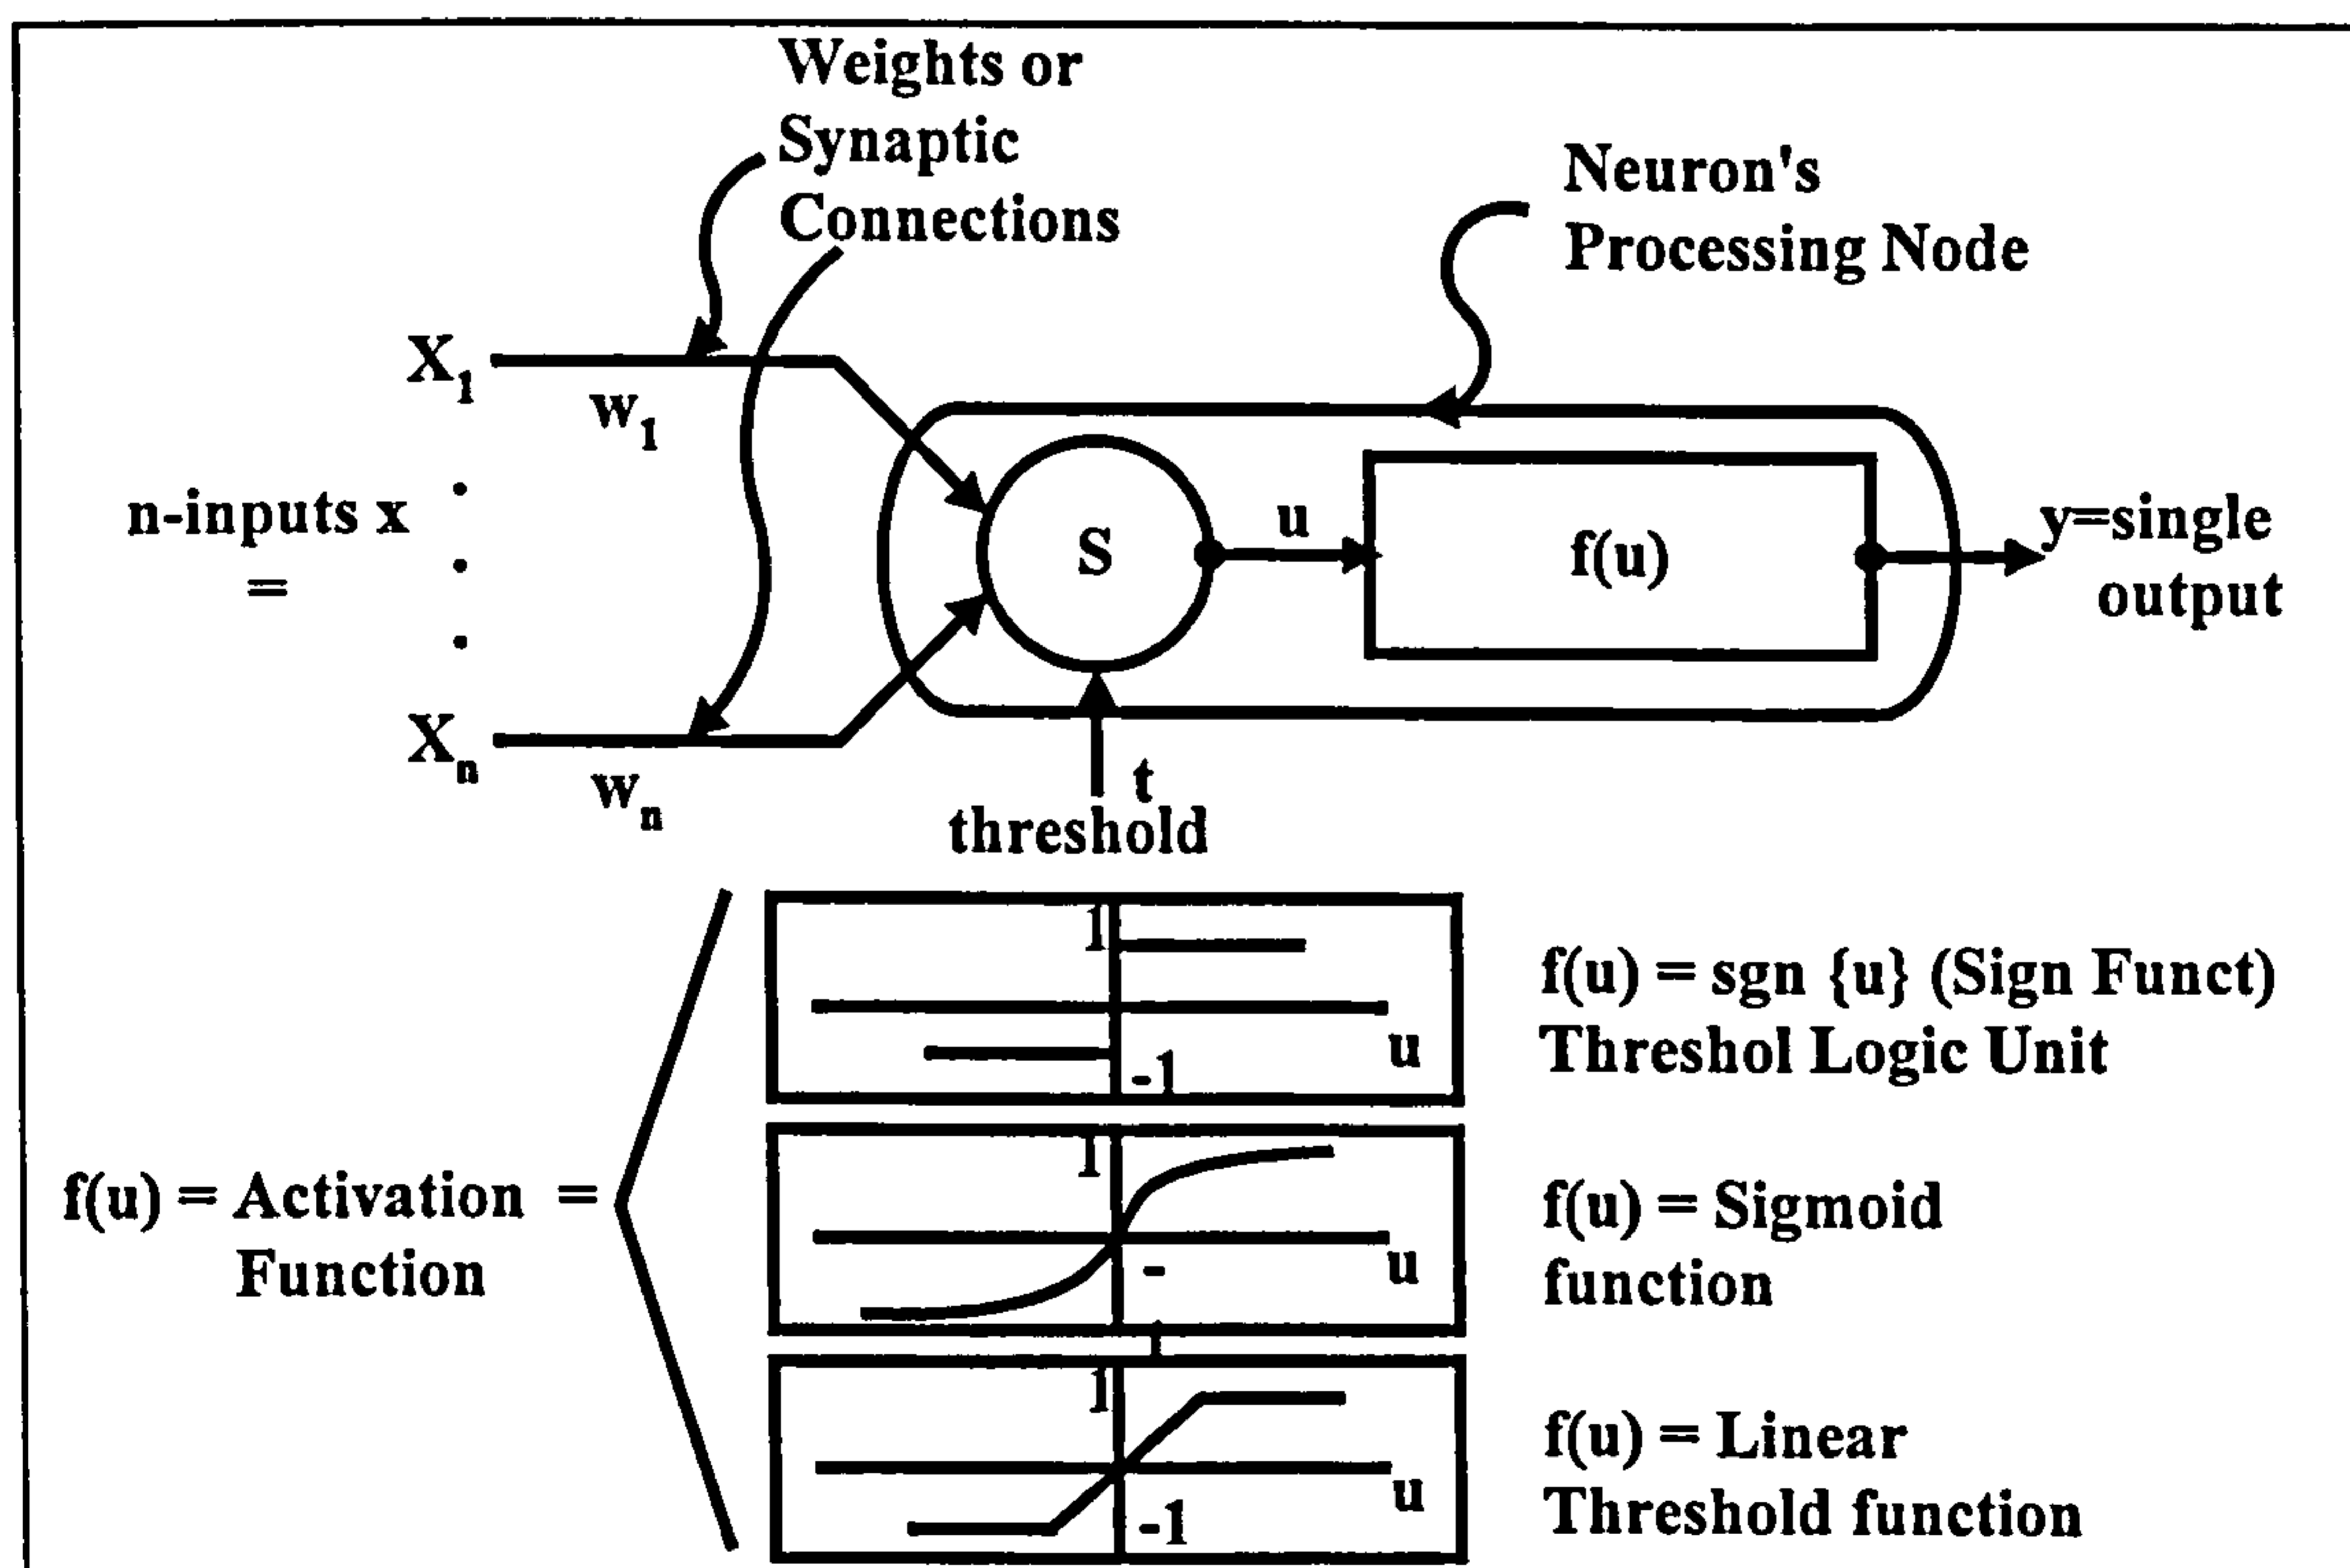 Weights or
Synaptic
Connections
Neuron's
Processing Node
X1
w1
n-inputs x
=
S
u
f(u)
y=single
output
Xn
wn
t
threshold
1
u
-1
f(u) = sgn {u} (Sign Funct)
Threshol Logic Unit
f(u) = Activation =
Function
1
u
-
1
f(u) = Sigmoid
function
1
u
-1
f(u) = Linear
Threshold function